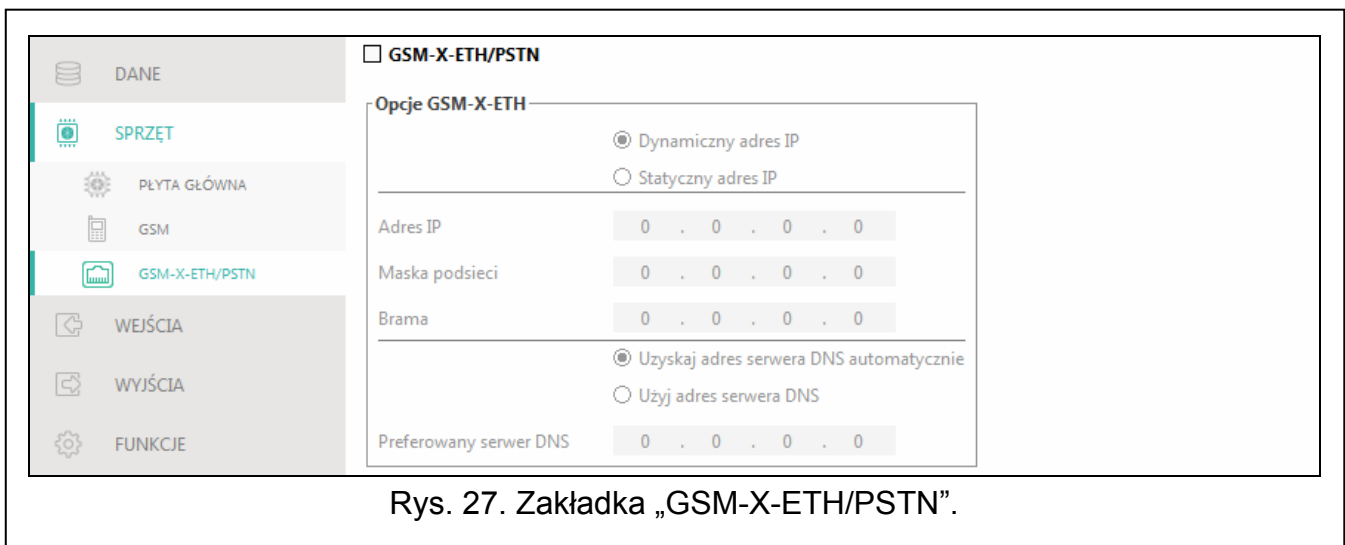 DANE
SPRZĘT
PŁYTA GŁÓWNA
GSM
GSM-X-ETH/PSTN
WEJŚCIA
WYJŚCIA
FUNKCJE
GSM-X-ETH/PSTN
Opcje GSM-X-ETH
Dynamiczny adres IP
Statyczny adres IP
Adres IP 0 . 0 . 0 . 0
Maska podsieci 0 . 0 . 0 . 0
Brama 0 . 0 . 0 . 0
Uzyskaj adres serwera DNS automatycznie
Użyj adres serwera DNS
Preferowany serwer DNS 0 . 0 . 0 . 0
Rys. 27. Zakładka „GSM-X-ETH/PSTN”.